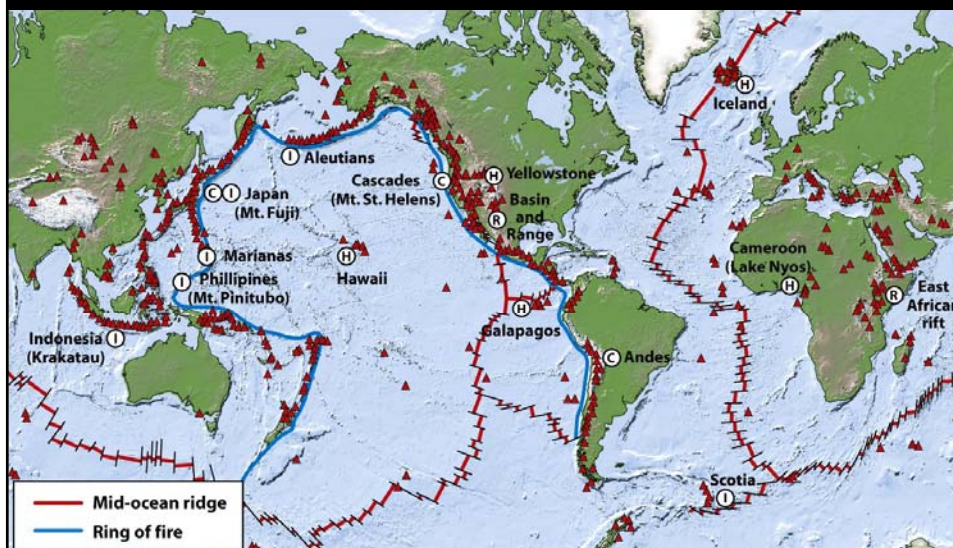 H
Iceland
I
Aleutians
Cascades
(Mt. St. Helens)
C
H
Yellowstone
R
Basin
and
Range
C
I
Japan
(Mt. Fuji)
I
Marianas
H
Hawaii
I
Phillipines
(Mt. Pinitubo)
Cameroon
(Lake Nyos)
H
R
East
African
rift
H
Galapagos
Indonesia
(Krakatau)
I
C
Andes
Scotia
I
Mid-ocean ridge
Ring of fire